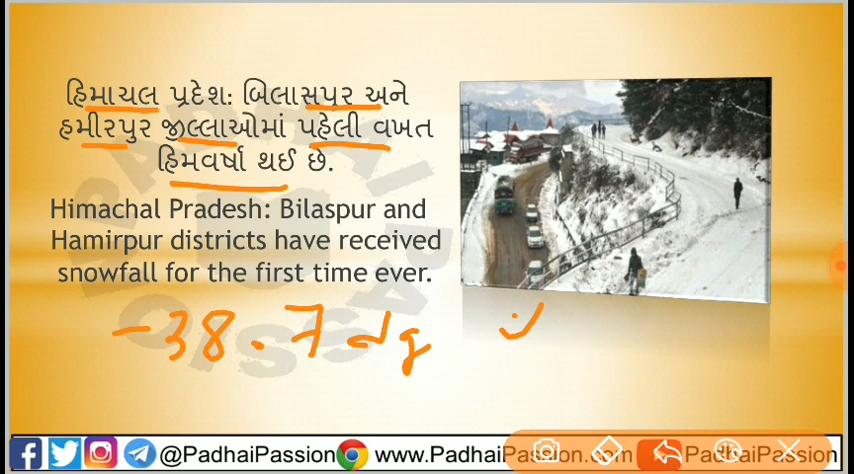 હિમાચલ પ્રદેશ: બિલાસપુર અને
હમીરપુર જીલ્લાઓમાં પહેલી વખત
હિમવર્ષા થઈ છે.
Himachal Pradesh: Bilaspur and
Hamirpur districts have received
snowfall for the first time ever.
-38.7
@PadhaiPassion www.PadhaiPassion.com /PadhaiPassion